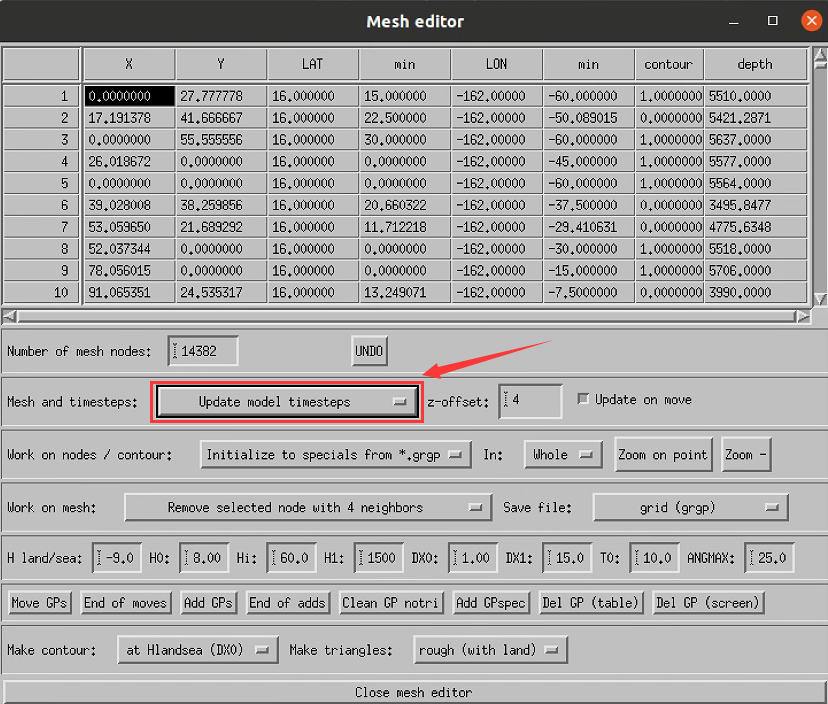 Mesh editor
X Y LAT min LON min contour depth
1 0.0000000 27.777778 16.000000 15.000000 -162.00000 -60.000000 1.0000000 5510.0000
2 17.191378 41.666667 16.000000 22.500000 -162.00000 -50.089015 0.0000000 5421.2871
3 0.0000000 55.555556 16.000000 30.000000 -162.00000 -60.000000 1.0000000 5637.0000
4 26.018672 0.0000000 16.000000 0.0000000 -162.00000 -45.000000 1.0000000 5577.0000
5 0.0000000 0.0000000 16.000000 0.0000000 -162.00000 -60.000000 1.0000000 5564.0000
6 39.028008 38.259856 16.000000 20.660322 -162.00000 -37.500000 0.0000000 3495.8477
7 53.059650 21.689292 16.000000 11.712218 -162.00000 -29.410631 0.0000000 4775.6348
8 52.037344 0.0000000 16.000000 0.0000000 -162.00000 -30.000000 1.0000000 5518.0000
9 78.056015 0.0000000 16.000000 0.0000000 -162.00000 -15.000000 1.0000000 5706.0000
10 91.065351 24.535317 16.000000 13.249071 -162.00000 -7.5000000 0.0000000 3990.0000
Number of mesh nodes: 14382 UNDO
Mesh and timesteps: Update model timesteps z-offset: 4 Update on move
Work on nodes / contour: Initialize to specials from *.grgp In: Whole Zoom on point Zoom -
Work on mesh: Remove selected node with 4 neighbors Save file: grid (grgp)
H land/sea: -9.0 H0: 8.00 Hi: 60.0 H1: 1500 DX0: 1.00 DX1: 15.0 T0: 10.0 ANGMAX: 25.0
Move GPs End of moves Add GPs End of adds Clean GP notri Add GPspec Del GP (table) Del GP (screen)
Make contour: at Hlandsea (DX0) Make triangles: rough (with land)
Close mesh editor